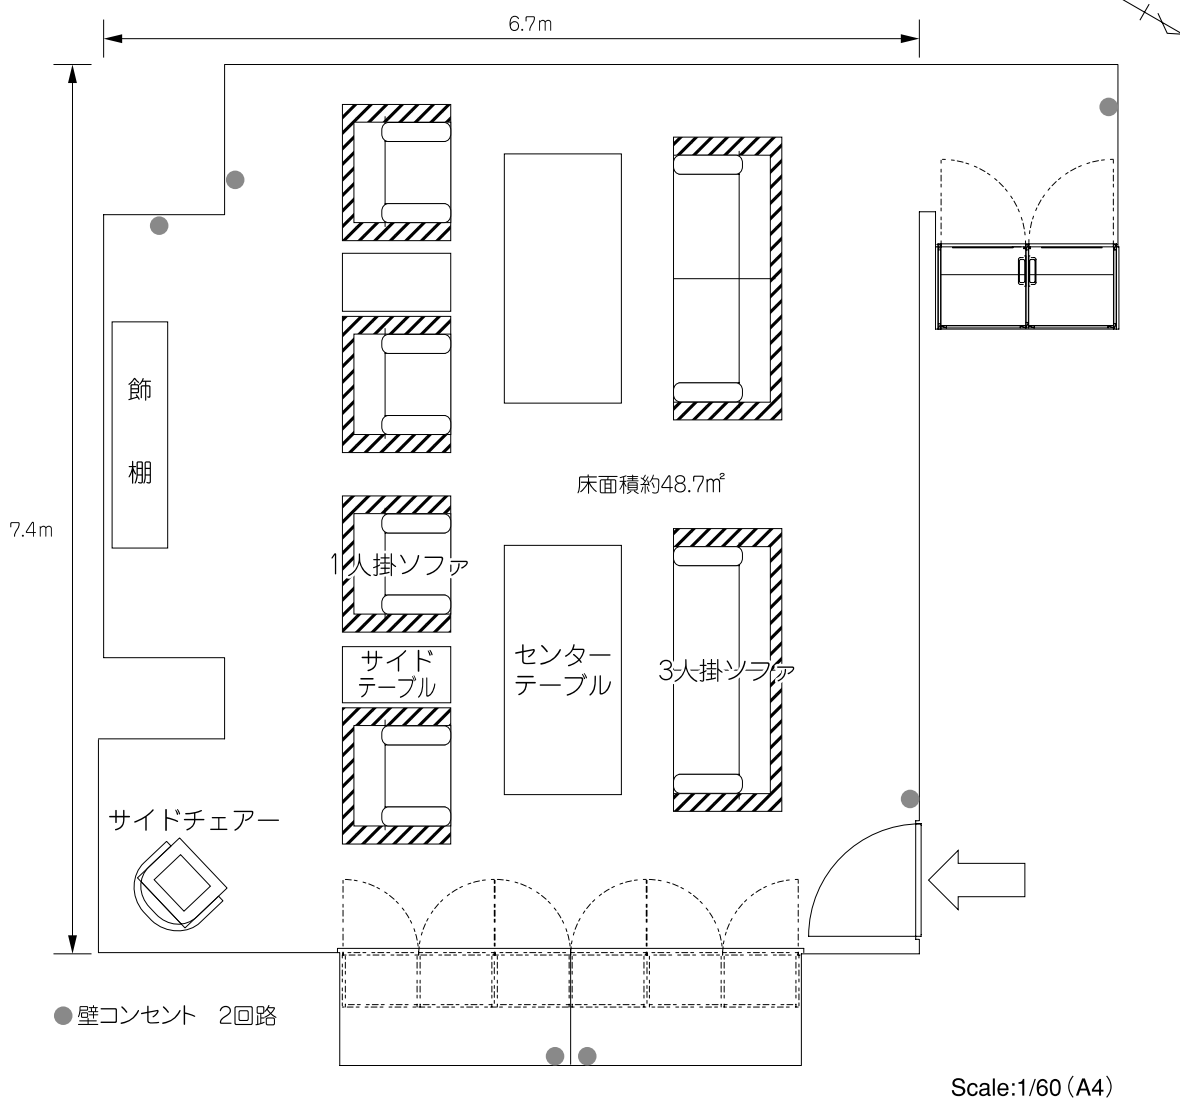 6.7m
飾
棚
床面積約48.7㎡
7.4m
1人掛ソファ
サイド
テーブル
センター
テーブル
3人掛ソファ
サイドチェアー
壁コンセント 2回路
Scale:1/60（A4）